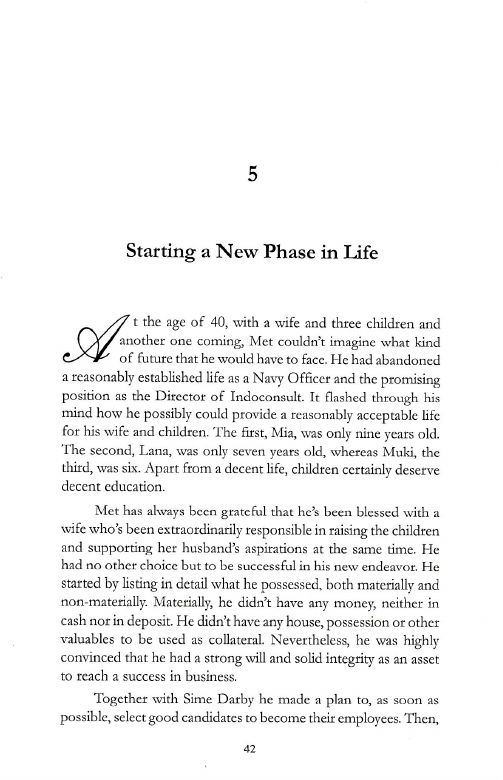 5
Starting a New Phase in Life
At the age of 40, with a wife and three children and
another one coming, Met couldn't imagine what kind
of future that he would have to face. He had abandoned
a reasonably established life as a Navy Officer and the promising
position as the Director of Indoconsult. It flashed through his
mind how he possibly could provide a reasonably acceptable life
for his wife and children. The first, Mia, was only nine years old.
The second, Lana, was only seven years old, whereas Muki, the
third, was six. Apart from a decent life, children certainly deserve
decent education.
Met has always been grateful that he's been blessed with a
wife who's been extraordinarily responsible in raising the children
and supporting her husband's aspirations at the same time. He
had no other choice but to be successful in his new endeavor. He
started by listing in detail what he possessed, both materially and
non-materially. Materially, he didn't have any money, neither in
cash nor in deposit. He didn't have any house, possession or other
valuables to be used as collateral. Nevertheless, he was highly
convinced that he had a strong will and solid integrity as an asset
to reach a success in business.
Together with Sime Darby he made a plan to, as soon as
possible, select good candidates to become their employees. Then,
42